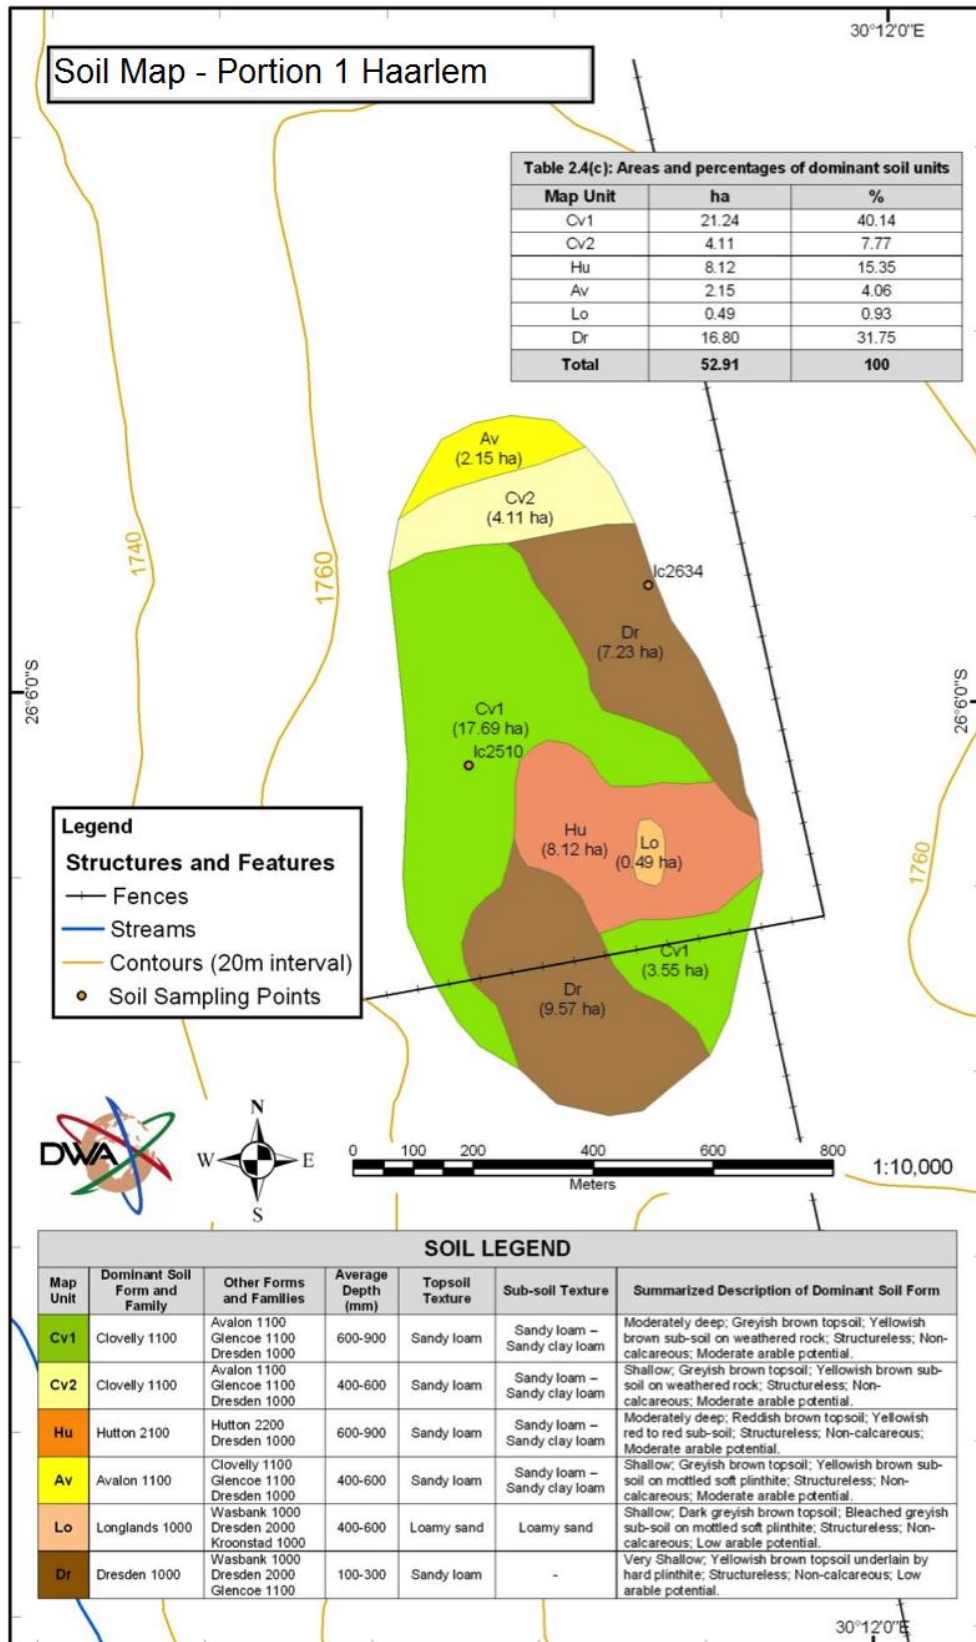 30°12'0"E
Soil Map - Portion 1 Haarlem
Table 2.4(c): Areas and percentages of dominant soil units
Map Unit ha %
Cv1 21.24 40.14
Cv2 4.11 7.77
Hu 8.12 15.35
Av 2.15 4.06
Lo 0.49 0.93
Dr 16.80 31.75
Total 52.91 100
Av
(2.15 ha)
Cv2
(4.11 ha)
1740
1760
Ic2634
Dr
(7.23 ha)
26°6'0"S
26°6'0"S
Cv1
(17.69 ha)
Ic2510
Hu
(8.12 ha)
Lo
(0.49 ha)
1760
Legend
Structures and Features
Fences
Streams
Contours (20m interval)
Soil Sampling Points
Cv1
(3.55 ha)
Dr
(9.57 ha)
DWA
N
W E
S
0 100 200 400 600 800
Meters
1:10,000
SOIL LEGEND
Map Unit Dominant Soil Form and Family Other Forms and Families Average Depth (mm) Topsoil Texture Sub-soil Texture Summarized Description of Dominant Soil Form
Cv1 Clovelly 1100 Avalon 1100 Glencoe 1100 Dresden 1000 600-900 Sandy loam Sandy loam – Sandy clay loam Moderately deep; Greyish brown topsoil; Yellowish brown sub-soil on weathered rock; Structureless; Non-calcareous; Moderate arable potential.
Cv2 Clovelly 1100 Avalon 1100 Glencoe 1100 Dresden 1000 400-600 Sandy loam Sandy loam – Sandy clay loam Shallow; Greyish brown topsoil; Yellowish brown sub-soil on weathered rock; Structureless; Non-calcareous; Moderate arable potential.
Hu Hutton 2100 Hutton 2200 Dresden 1000 600-900 Sandy loam Sandy loam – Sandy clay loam Moderately deep; Reddish brown topsoil; Yellowish red to red sub-soil; Structureless; Non-calcareous; Moderate arable potential.
Av Avalon 1100 Clovelly 1100 Glencoe 1100 Dresden 1000 400-600 Sandy loam Sandy loam – Sandy clay loam Shallow; Greyish brown topsoil; Yellowish brown sub-soil on mottled soft plinthite; Structureless; Non-calcareous; Moderate arable potential.
Lo Longlands 1000 Wasbank 1000 Dresden 2000 Kroonstad 1000 400-600 Loamy sand Loamy sand Shallow; Dark greyish brown topsoil; Bleached greyish sub-soil on mottled soft plinthite; Structureless; Non-calcareous; Low arable potential.
Dr Dresden 1000 Wasbank 1000 Dresden 2000 Glencoe 1100 100-300 Sandy loam - Very Shallow; Yellowish brown topsoil underlain by hard plinthite; Structureless; Non-calcareous; Low arable potential.
30°12'0"E